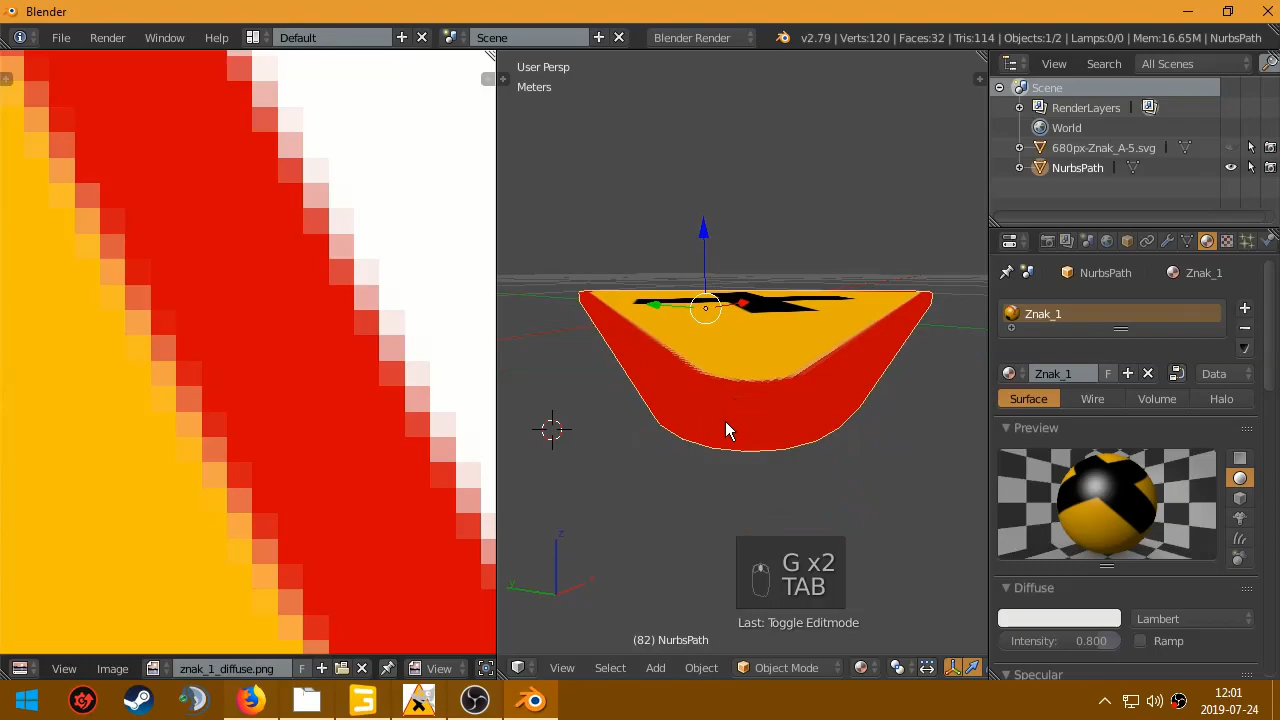 Blender
File Render Window Help Default Scene Blender Render v2.79 | Verts:120 | Faces:32 | Tris:114 | Objects:1/2 | Lamps:0/0 | Mem:16.65M | NurbsPath
User Persp
Meters
View Search All Scenes
Scene
RenderLayers |
World
680px-Znak_A-5.svg
NurbsPath
NurbsPath Znak_1
Znak_1
Znak_1 F Data
Surface Wire Volume Halo
Preview
G x2
TAB
Last: Toggle Editmode
Diffuse
Lambert
Intensity: 0.800 Ramp
(82) NurbsPath
View Image znak_1_diffuse.png F View
View Select Add Object Object Mode
Specular
z
y
x
12:01
2019-07-24